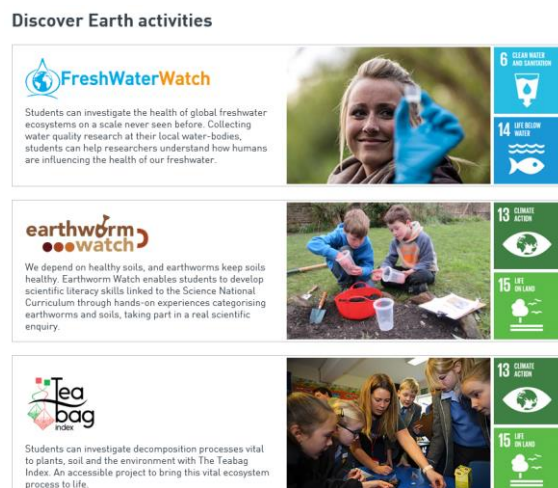 Discover Earth activities
FreshWaterWatch
Students can investigate the health of global freshwater
ecosystems on a scale never seen before. Collecting
water quality research at their local water-bodies,
students can help researchers understand how humans
are influencing the health of our freshwater.
6 CLEAN WATER
AND SANITATION
14 LIFE BELOW
WATER
earthworm
watch
We depend on healthy soils, and earthworms keep soils
healthy. Earthworm Watch enables students to develop
scientific literacy skills linked to the Science National
Curriculum through hands-on experiences categorising
earthworms and soils, taking part in a real scientific
enquiry.
13 CLIMATE
ACTION
15 LIFE
ON LAND
Tea
bag
index
Students can investigate decomposition processes vital
to plants, soil and the environment with The Teabag
Index. An accessible project to bring this vital ecosystem
process to life.
13 CLIMATE
ACTION
15 LIFE
ON LAND